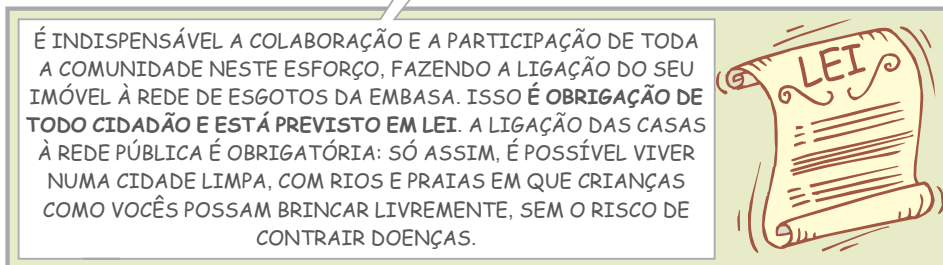 É INDISPENSÁVEL A COLABORAÇÃO E A PARTICIPAÇÃO DE TODA
A COMUNIDADE NESTE ESFORÇO, FAZENDO A LIGAÇÃO DO SEU
IMÓVEL À REDE DE ESGOTOS DA EMBASA. ISSO É OBRIGAÇÃO DE
TODO CIDADÃO E ESTÁ PREVISTO EM LEI. A LIGAÇÃO DAS CASAS
À REDE PÚBLICA É OBRIGATÓRIA: SÓ ASSIM, É POSSÍVEL VIVER
NUMA CIDADE LIMPA, COM RIOS E PRAIAS EM QUE CRIANÇAS
COMO VOCÊS POSSAM BRINCAR LIVREMENTE, SEM O RISCO DE
CONTRAIR DOENÇAS.
LEI